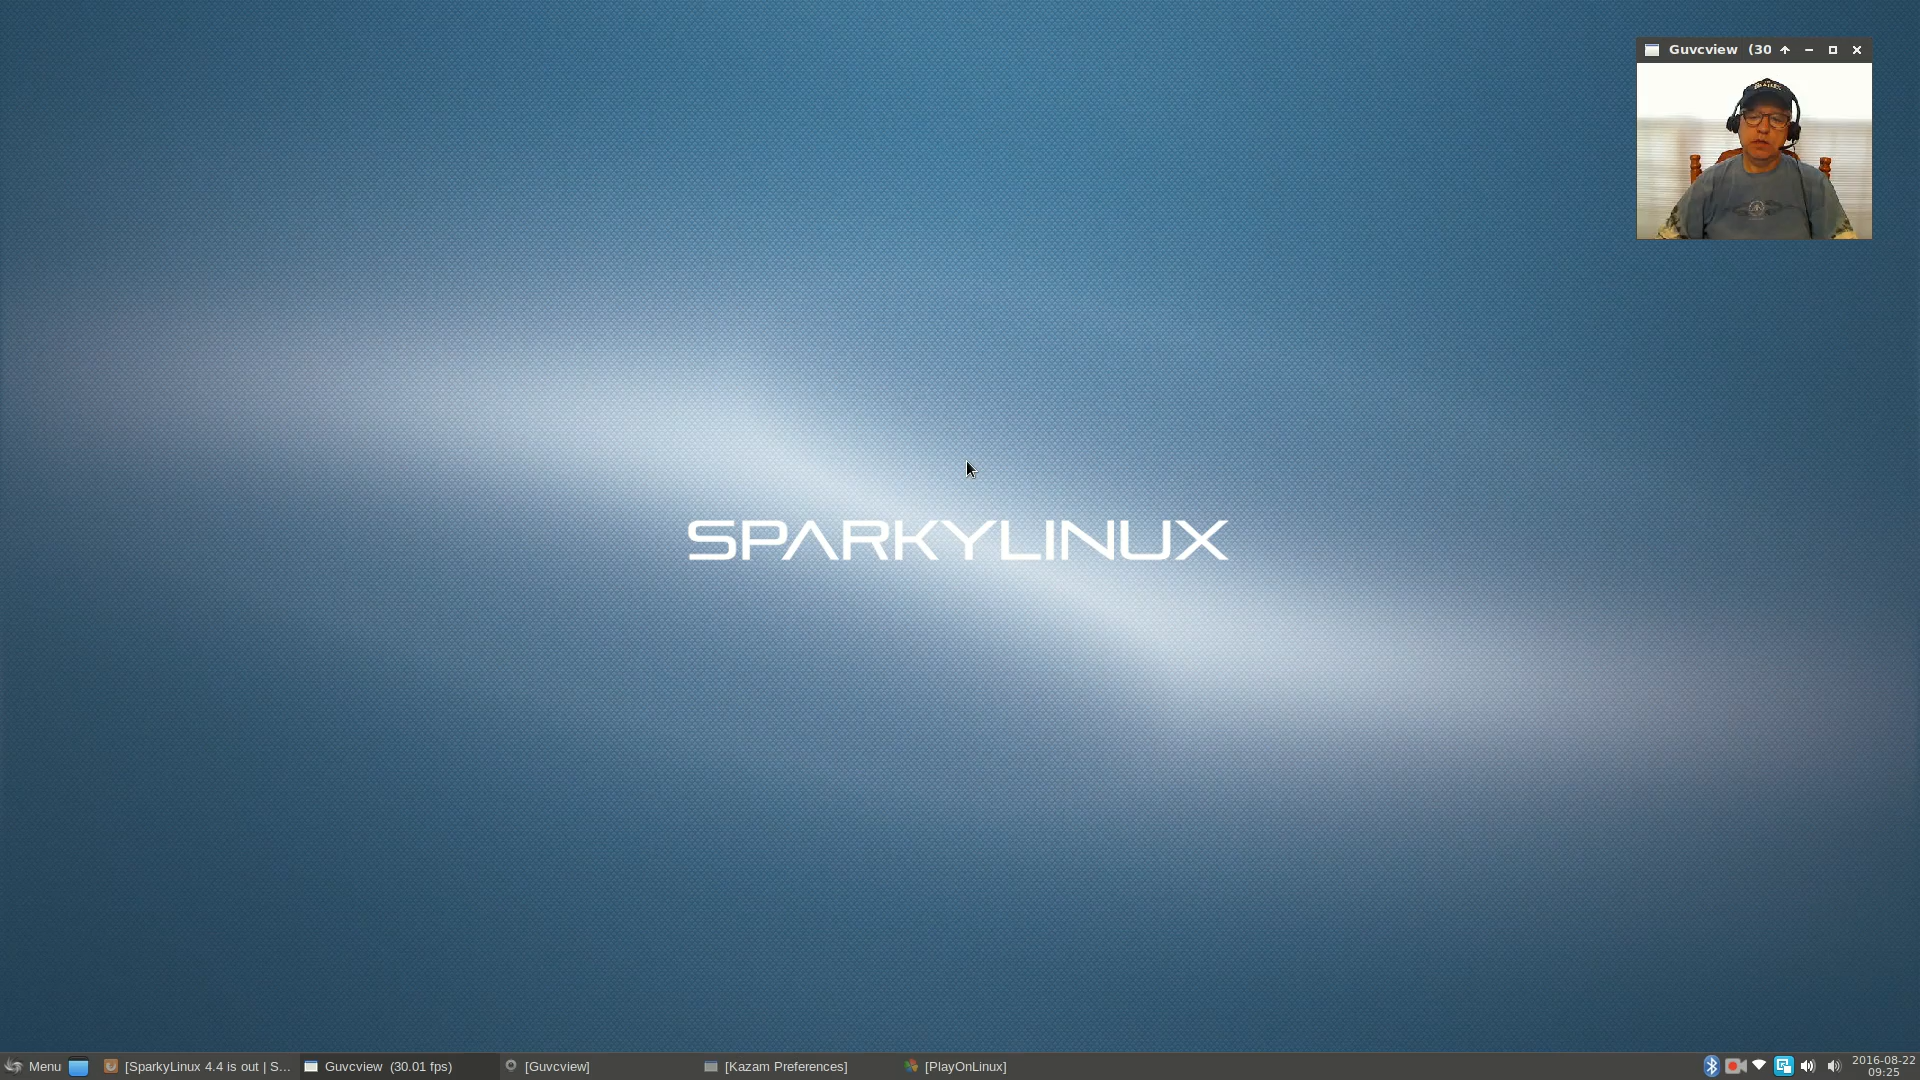 Guvcview (30
SPARKYLINUX
Menu
[SparkyLinux 4.4 is out | S...
Guvcview (30.01 fps)
[Guvcview]
[Kazam Preferences]
[PlayOnLinux]
2016-08-22
09:25